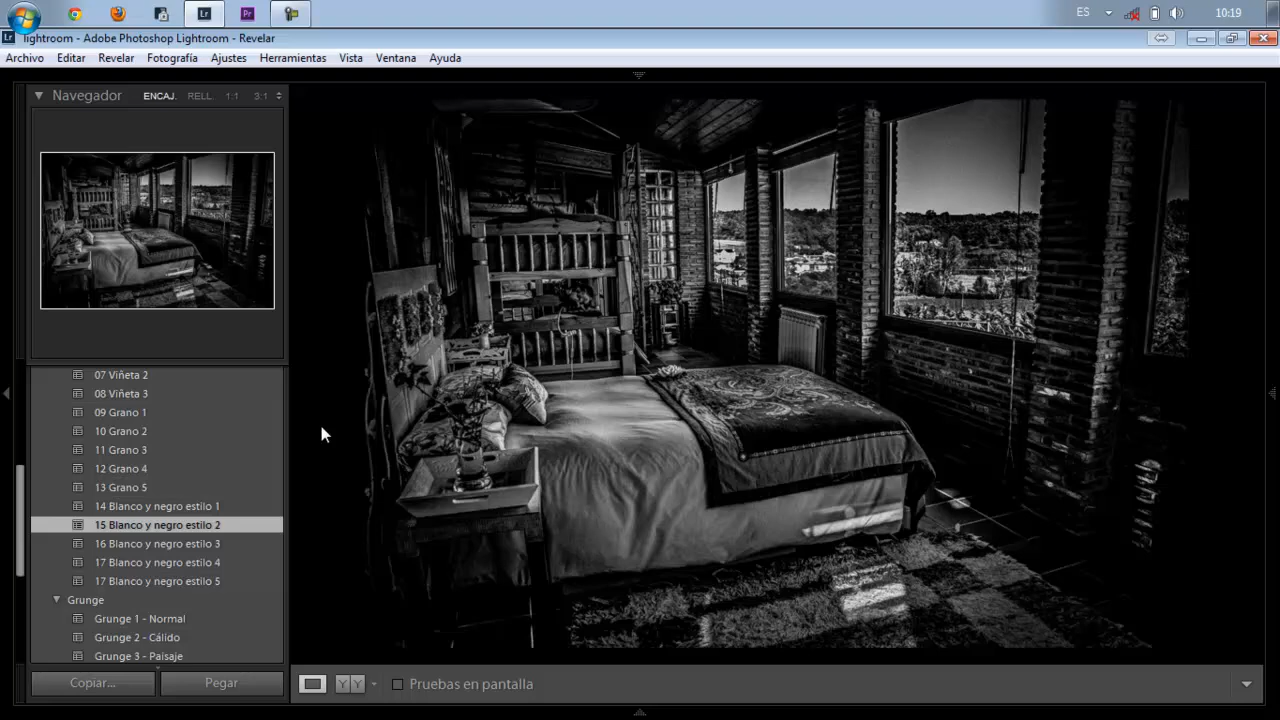 ES
10:19
lightroom - Adobe Photoshop Lightroom - Revelar
Archivo Editar Revelar Fotografía Ajustes Herramientas Vista Ventana Ayuda
Navegador ENCAJ. RELL. 1:1 3:1
07 Viñeta 2
08 Viñeta 3
09 Grano 1
10 Grano 2
11 Grano 3
12 Grano 4
13 Grano 5
14 Blanco y negro estilo 1
15 Blanco y negro estilo 2
16 Blanco y negro estilo 3
17 Blanco y negro estilo 4
17 Blanco y negro estilo 5
Grunge
Grunge 1 - Normal
Grunge 2 - Cálido
Grunge 3 - Paisaje
Copiar... Pegar
Y Y
Pruebas en pantalla